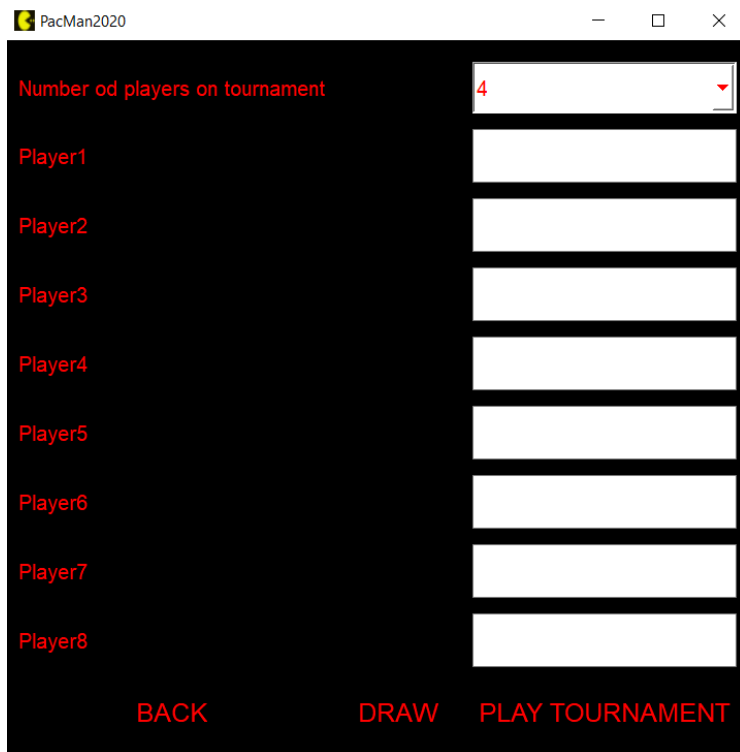 PacMan2020
Number od players on tournament 4
Player1
Player2
Player3
Player4
Player5
Player6
Player7
Player8
BACK DRAW PLAY TOURNAMENT